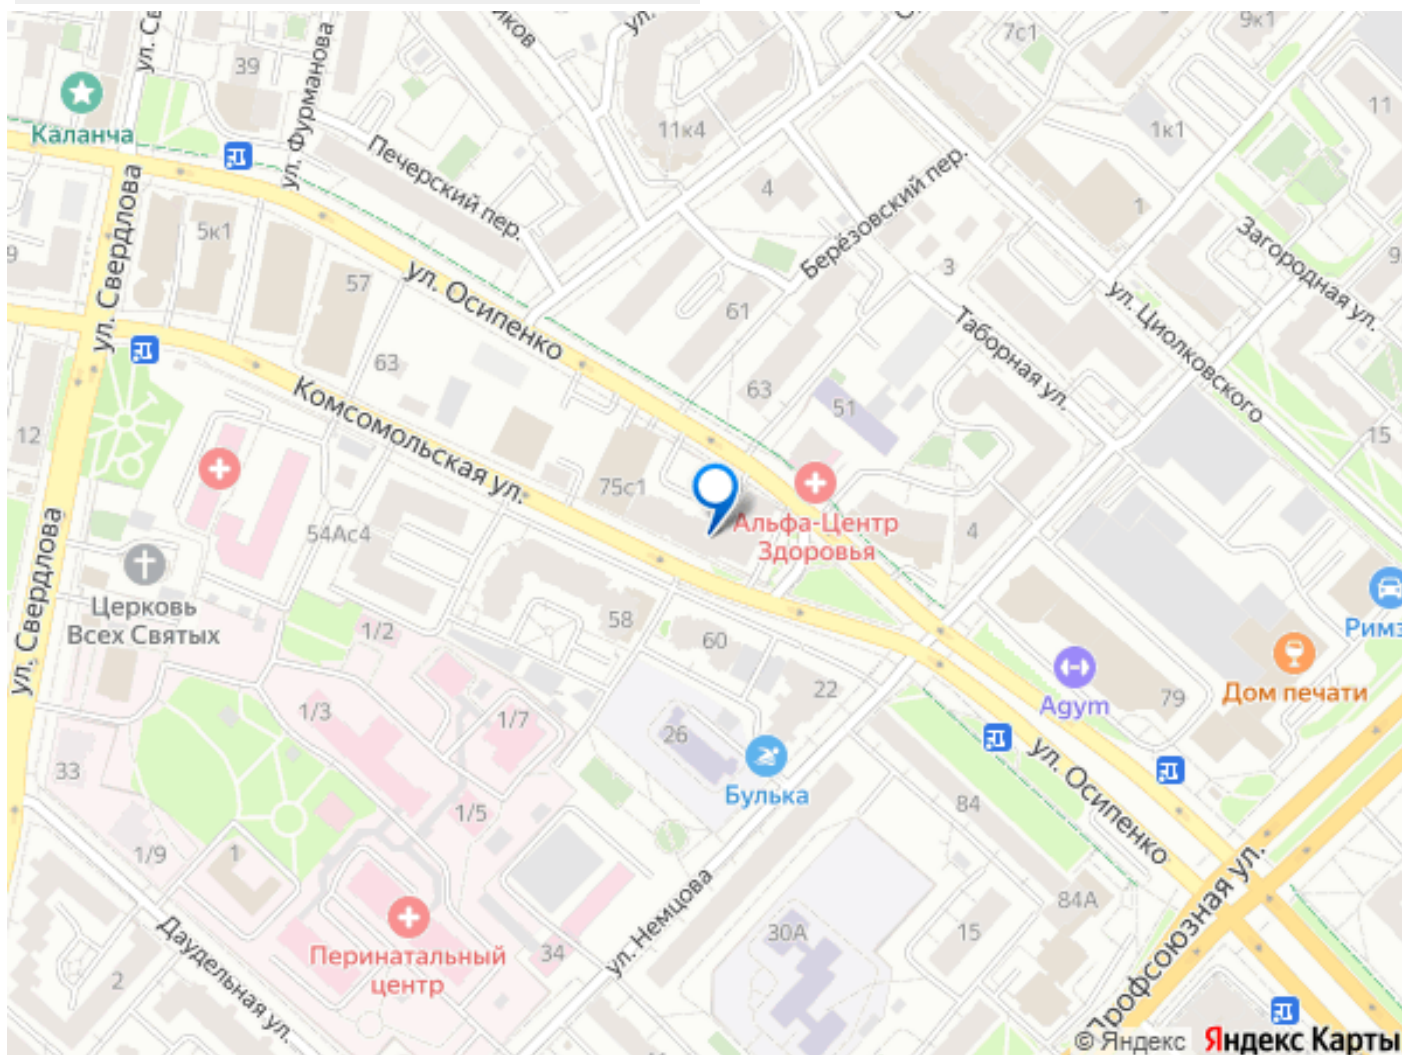 ул. Св
39
ул. Фурманова
иков
ул.
7с1
9к1
11
Каланча
Печерский пер.
11к4
1к1
4
Берёзовский пер.
1
Загородная ул.
9
5к1
ул. Свердлова
57
ул. Осипенко
61
3
ул. Циолковского
Таборная ул.
63
63
51
15
12
Комсомольская ул.
75с1
Альфа-Центр
Здоровья
4
54Ас4
ул. Свердлова
Церковь
Всех Святых
1/2
58
60
22
Римэ
Agym
79
Дом печати
1/3
1/7
26
Булька
ул. Осипенко
33
1/5
84
1/9
1
84А
Профсоюзная ул.
ул. Немцова
30А
15
Даудельная ул.
Перинатальный
центр
34
2
© Яндекс Яндекс Карты